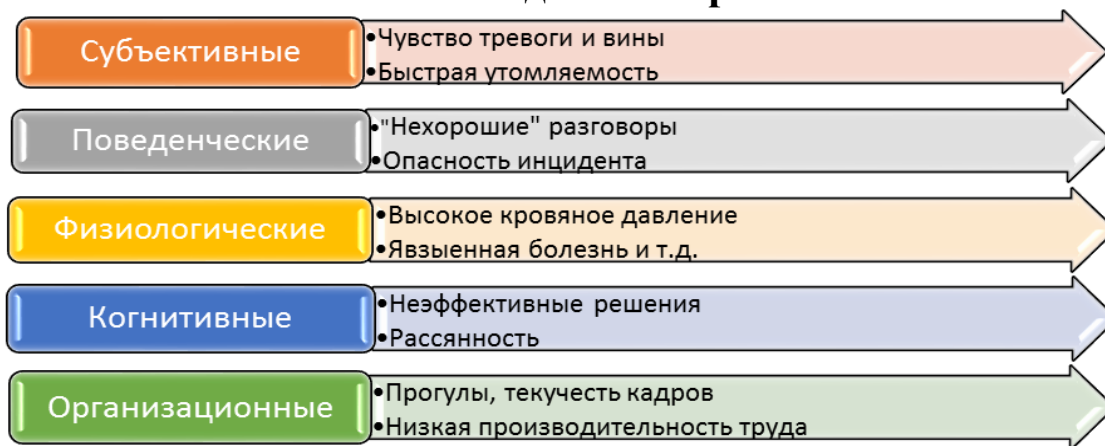 Субъективные
•Чувство тревоги и вины
•Быстрая утомляемость
Поведенческие
•"Нехорошие" разговоры
•Опасность инцидента
Физиологические
•Высокое кровяное давление
•Явзыенная болезнь и т.д.
Когнитивные
•Неэффективные решения
•Рассянность
Организационные
•Прогулы, текучесть кадров
•Низкая производительность труда